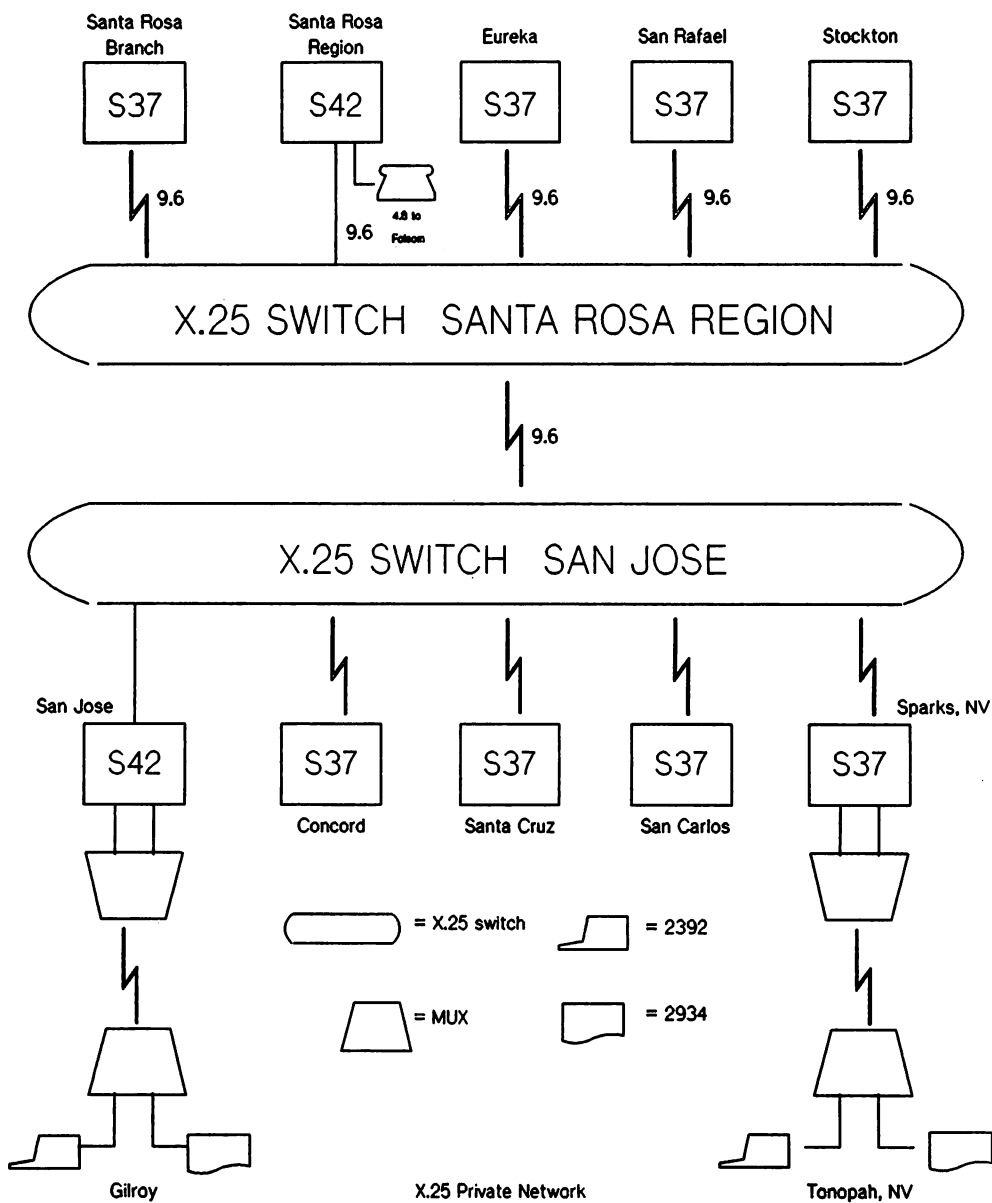 Santa Rosa
Branch
Santa Rosa
Region
Eureka
San Rafael
Stockton
S37
S42
S37
S37
S37
9.6
9.6
4.8 to
Folsom
9.6
9.6
9.6
X.25 SWITCH SANTA ROSA REGION
9.6
X.25 SWITCH SAN JOSE
San Jose
Sparks, NV
S42
S37
S37
S37
S37
Concord
Santa Cruz
San Carlos
= X.25 switch
= 2392
= MUX
= 2934
Gilroy
X.25 Private Network
Tonopah, NV